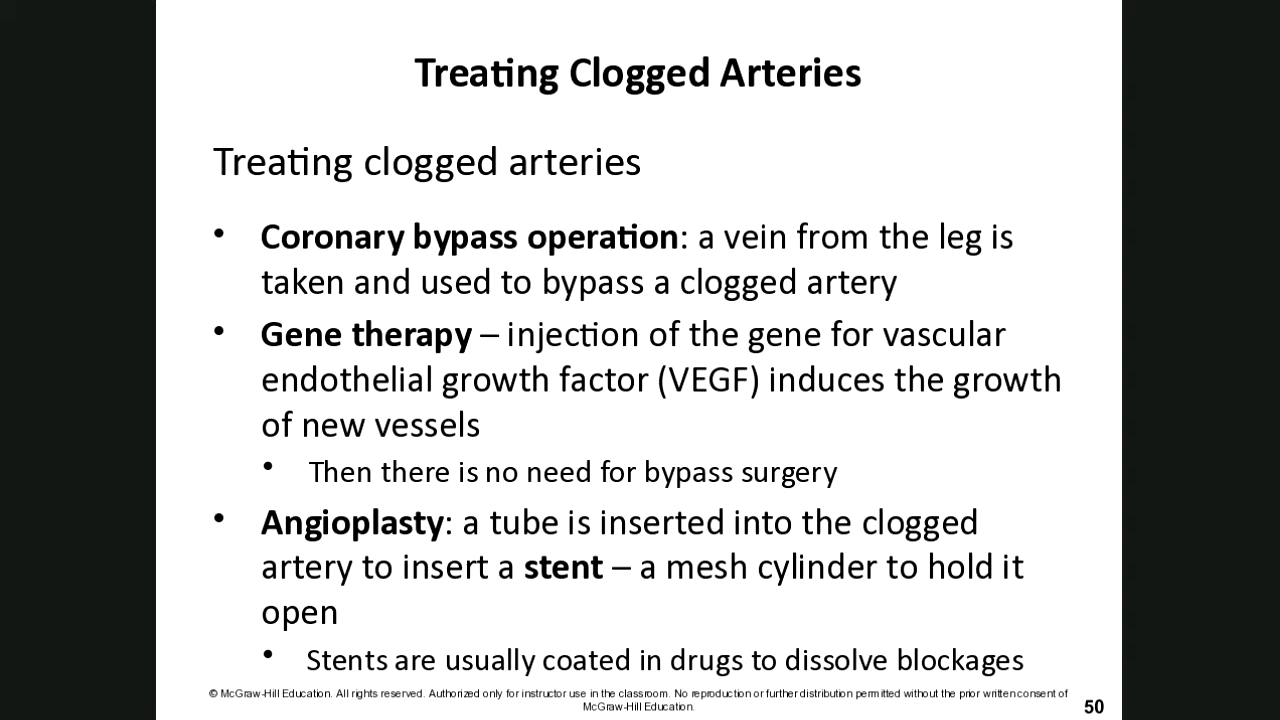 Treating Clogged Arteries
Treating clogged arteries
• Coronary bypass operation: a vein from the leg is
taken and used to bypass a clogged artery
• Gene therapy – injection of the gene for vascular
endothelial growth factor (VEGF) induces the growth
of new vessels
• Then there is no need for bypass surgery
• Angioplasty: a tube is inserted into the clogged
artery to insert a stent – a mesh cylinder to hold it
open
• Stents are usually coated in drugs to dissolve blockages
© McGraw-Hill Education. All rights reserved. Authorized only for instructor use in the classroom. No reproduction or further distribution permitted without the prior written consent of
McGraw-Hill Education.
50